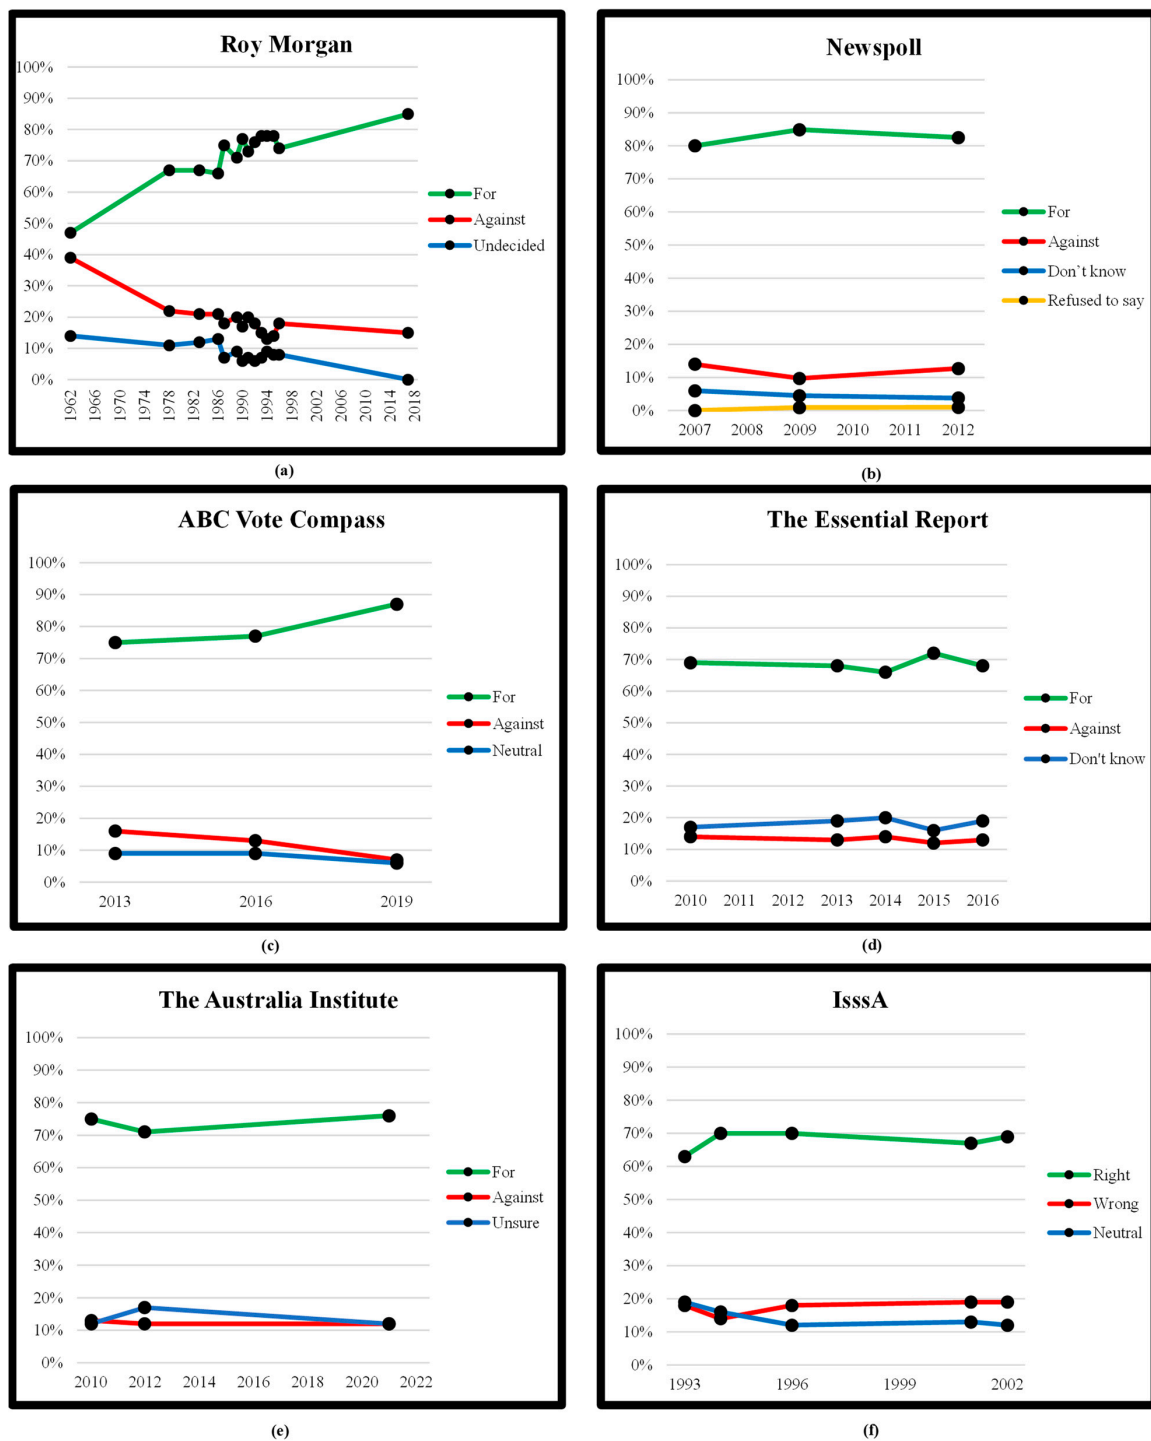 Roy Morgan
100%
90%
80%
70%
60%
50%
40%
30%
20%
10%
0%
1962
1966
1970
1974
1978
1982
1986
1990
1994
1998
2002
2006
2010
2014
2018
For
Against
Undecided
(a)
Newspoll
100%
90%
80%
70%
60%
50%
40%
30%
20%
10%
0%
2007 2008 2009 2010 2011 2012
For
Against
Don’t know
Refused to say
(b)
ABC Vote Compass
100%
90%
80%
70%
60%
50%
40%
30%
20%
10%
0%
2013 2016 2019
For
Against
Neutral
(c)
The Essential Report
100%
90%
80%
70%
60%
50%
40%
30%
20%
10%
0%
2010 2011 2012 2013 2014 2015 2016
For
Against
Don't know
(d)
The Australia Institute
100%
90%
80%
70%
60%
50%
40%
30%
20%
10%
0%
2010 2012 2014 2016 2018 2020 2022
For
Against
Unsure
(e)
IsssA
100%
90%
80%
70%
60%
50%
40%
30%
20%
10%
0%
1993 1996 1999 2002
Right
Wrong
Neutral
(f)